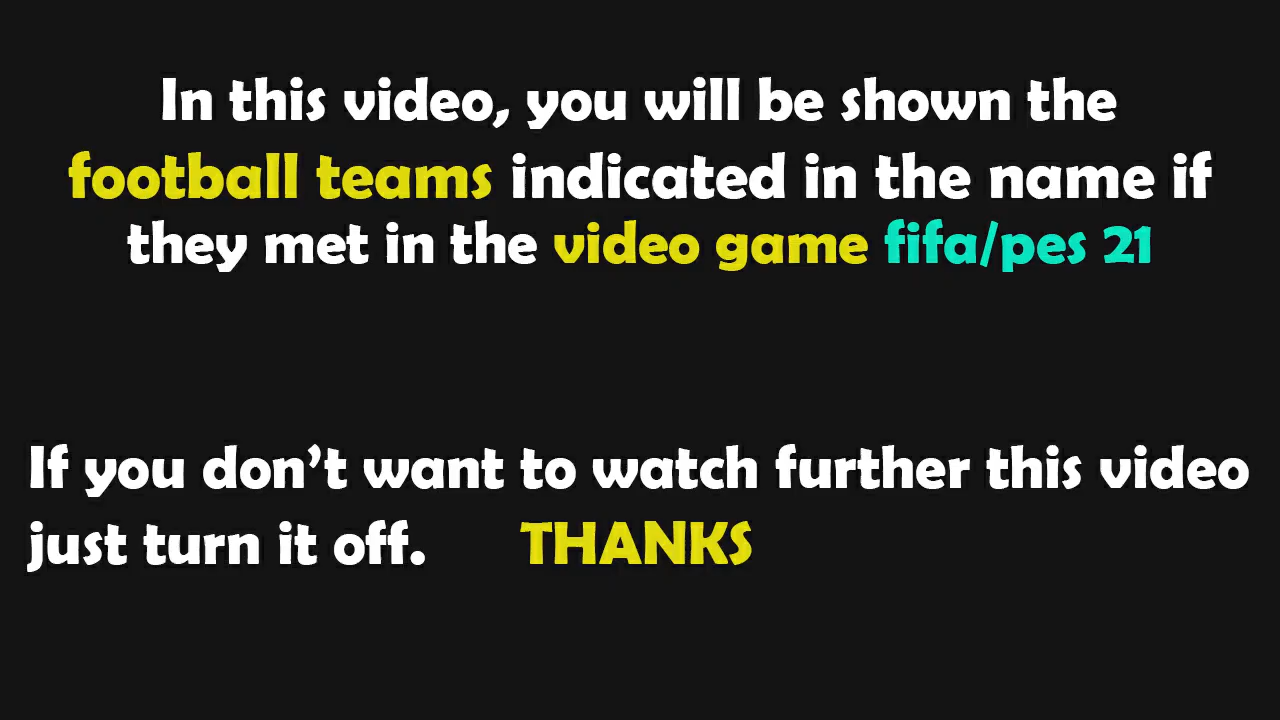 In this video, you will be shown the
football teams indicated in the name if
they met in the video game fifa/pes 21
If you don't want to watch further this video
just turn it off. THANKS